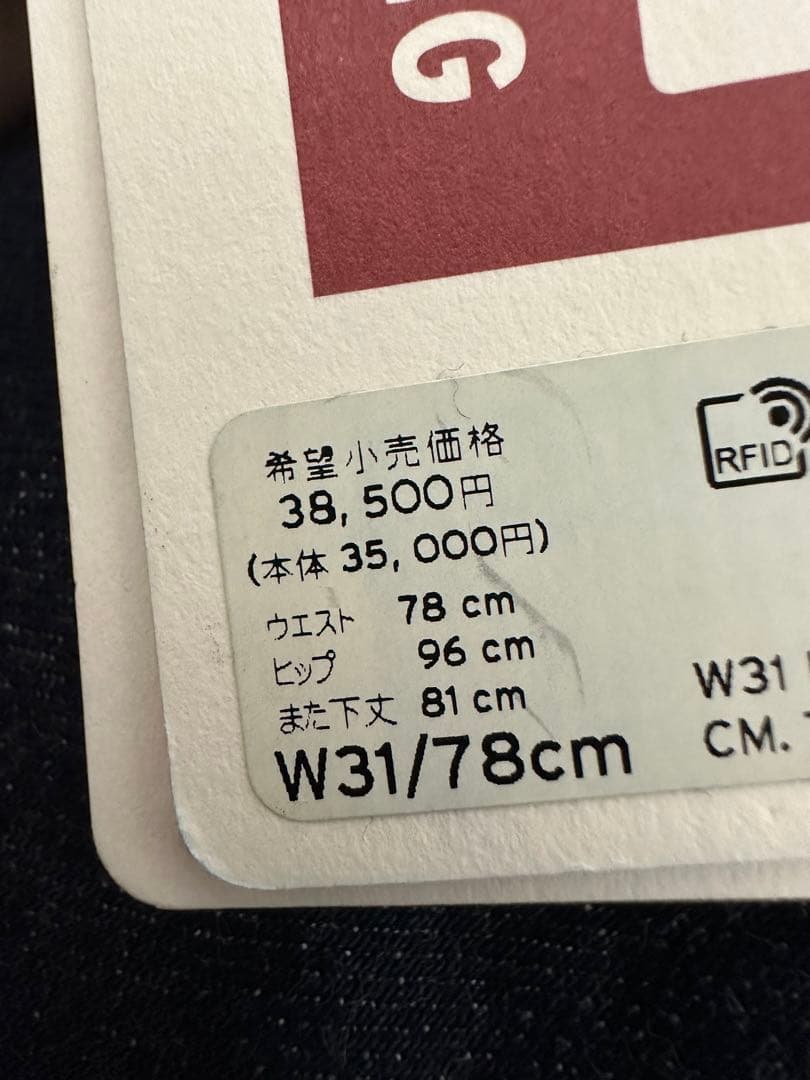 G
希望小売価格
38,500円
(本体 35,000円)
ウエスト 78 cm
ヒップ 96 cm
また下丈 81 cm
W31/78cm
RFID
W31
CM.